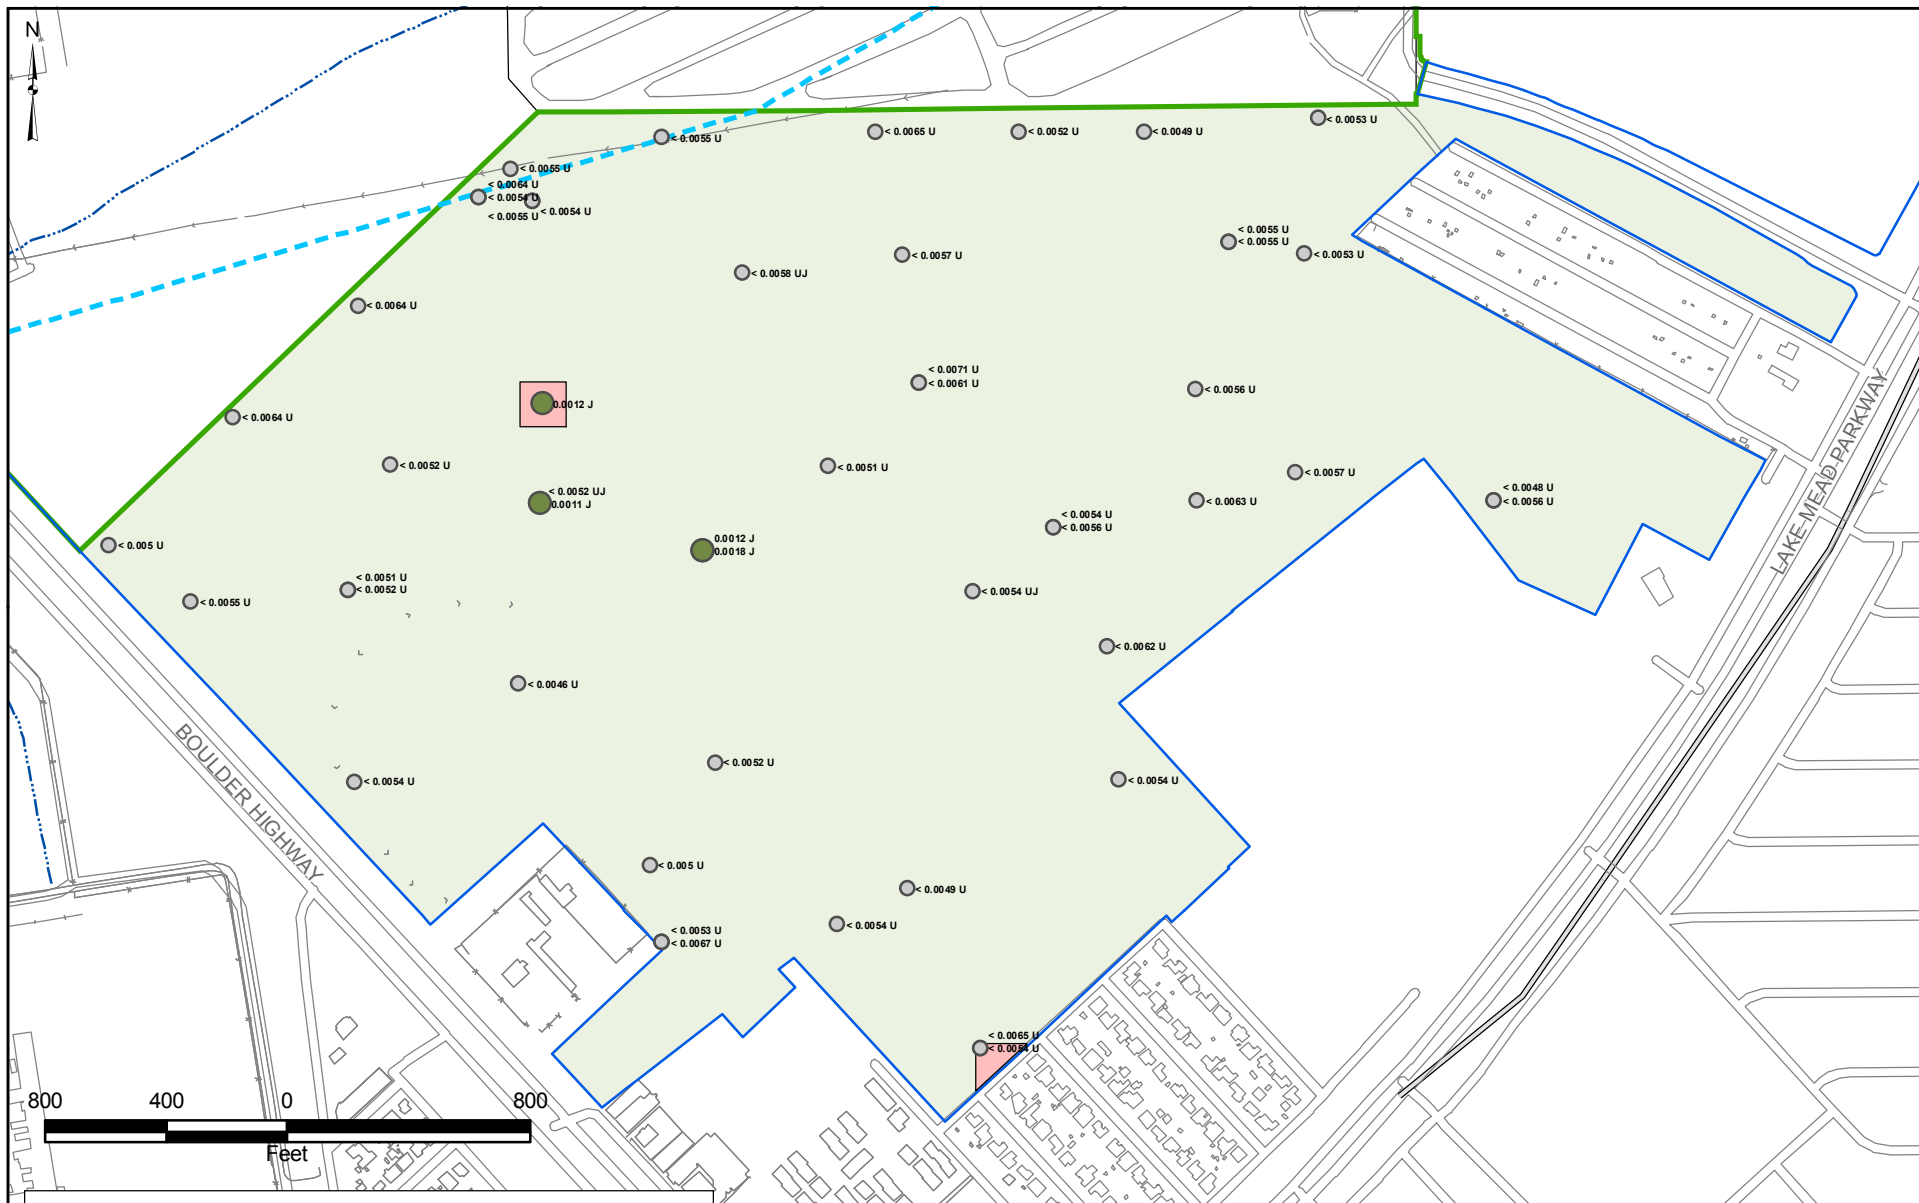 N
< 0.0053 U
< 0.0065 U
< 0.0052 U
< 0.0049 U
< 0.0055 U
< 0.0055 U
< 0.0064 U
< 0.0054 U
< 0.0055 U
< 0.0054 U
< 0.0055 U
< 0.0055 U
< 0.0053 U
< 0.0057 U
< 0.0058 UJ
< 0.0064 U
< 0.0071 U
< 0.0061 U
< 0.0056 U
0.0012 J
< 0.0064 U
< 0.0052 U
< 0.0051 U
< 0.0057 U
< 0.0052 UJ
0.0011 J
< 0.0063 U
< 0.0048 U
< 0.0056 U
< 0.0054 U
< 0.0056 U
LAKE MEAD PARKWAY
< 0.005 U
0.0012 J
0.0018 J
< 0.0051 U
< 0.0052 U
< 0.0055 U
< 0.0054 UJ
< 0.0062 U
< 0.0046 U
< 0.0052 U
< 0.0054 U
< 0.0054 U
BOULDER HIGHWAY
< 0.005 U
< 0.0049 U
< 0.0054 U
< 0.0053 U
< 0.0067 U
< 0.0065 U
< 0.0054 U
800 400 0 800
Feet